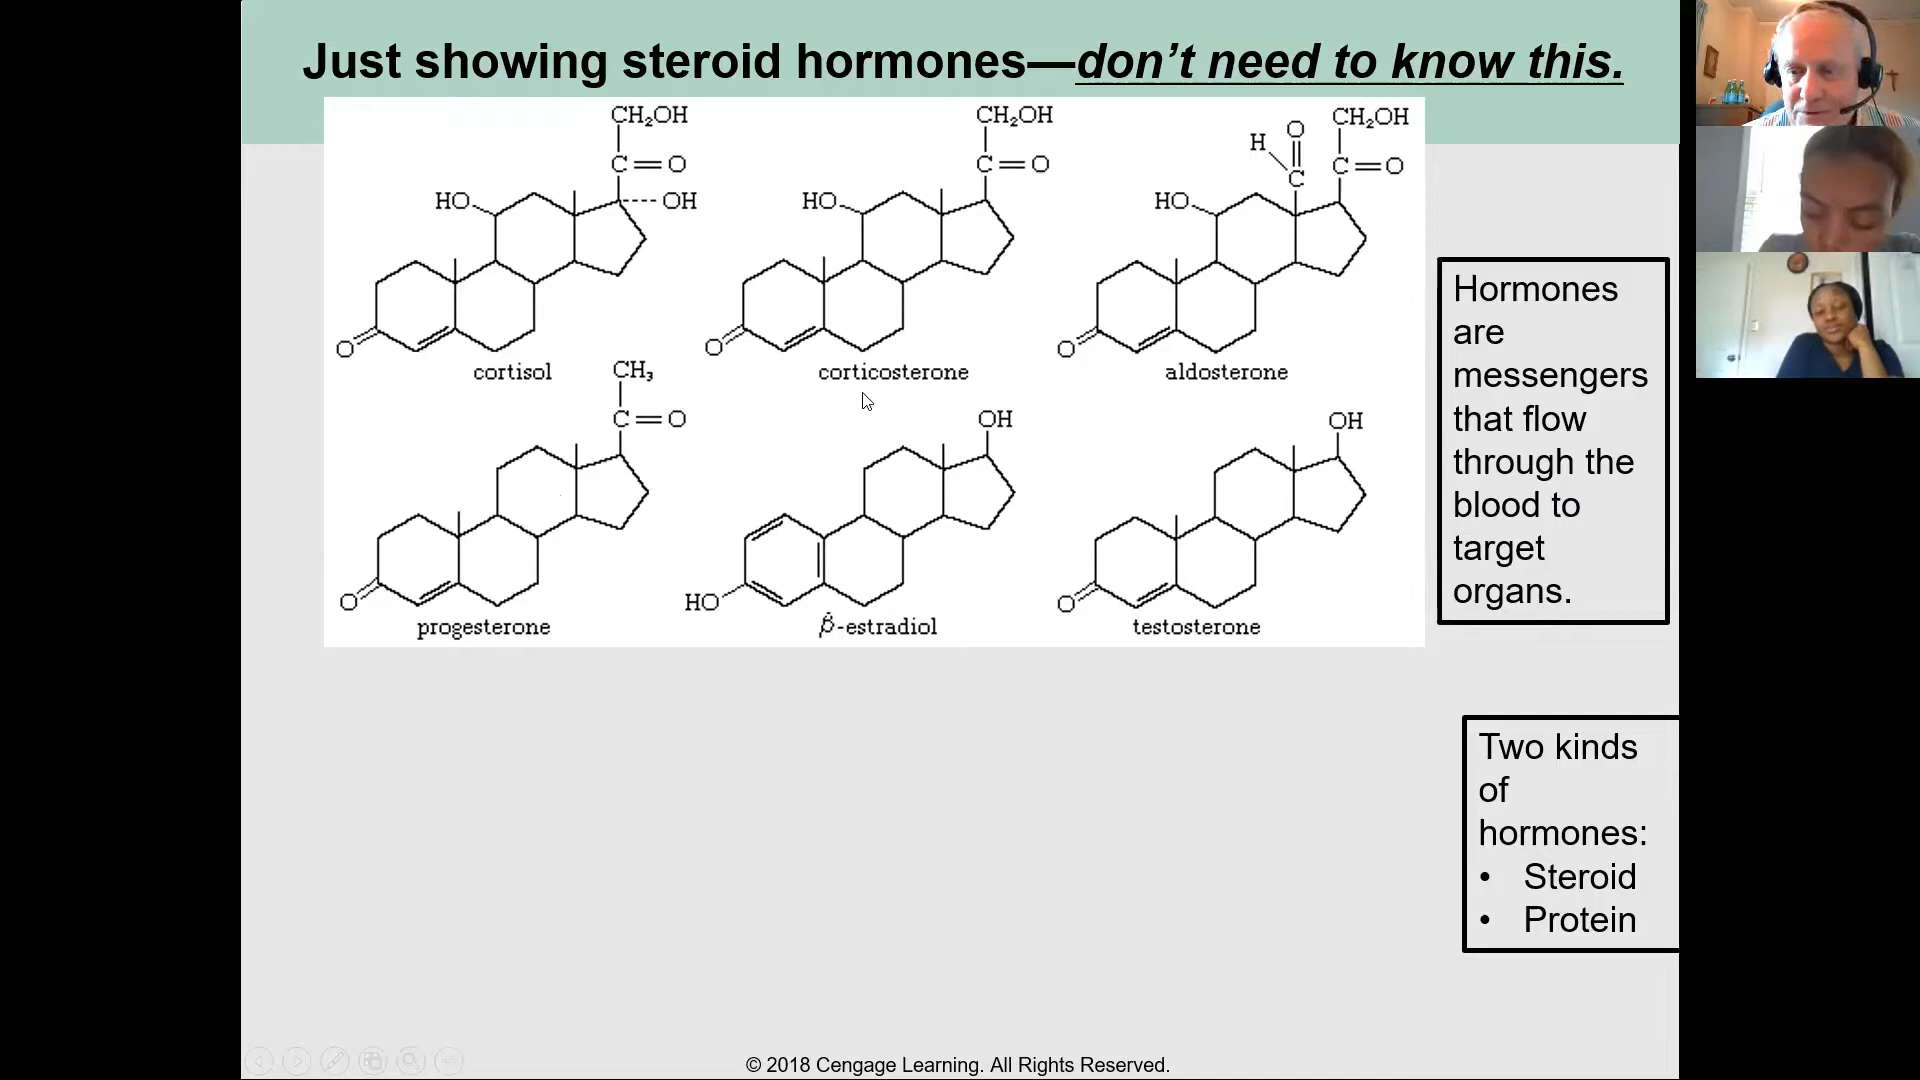 Just showing steroid hormones—don’t need to know this.
CH₂OH
C=O
HO
OH
O
cortisol
CH₂OH
C=O
HO
O
corticosterone
H
O
C
CH₂OH
C=O
HO
O
aldosterone
CH₃
C=O
O
progesterone
OH
HO
β-estradiol
OH
O
testosterone
Hormones
are
messengers
that flow
through the
blood to
target
organs.
Two kinds
of
hormones:
• Steroid
• Protein
© 2018 Cengage Learning. All Rights Reserved.